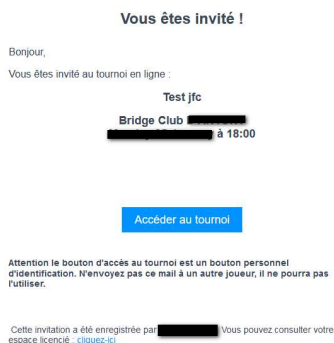 Vous êtes invité !
Bonjour,
Vous êtes invité au tournoi en ligne :
Test jfc
Bridge Club
à 18:00
Accéder au tournoi
Attention le bouton d'accès au tournoi est un bouton personnel
d'identification. N'envoyez pas ce mail à un autre joueur, il ne pourra pas
l'utiliser.
Cette invitation a été enregistrée par Vous pouvez consulter votre
espace licencié : cliquez-ici